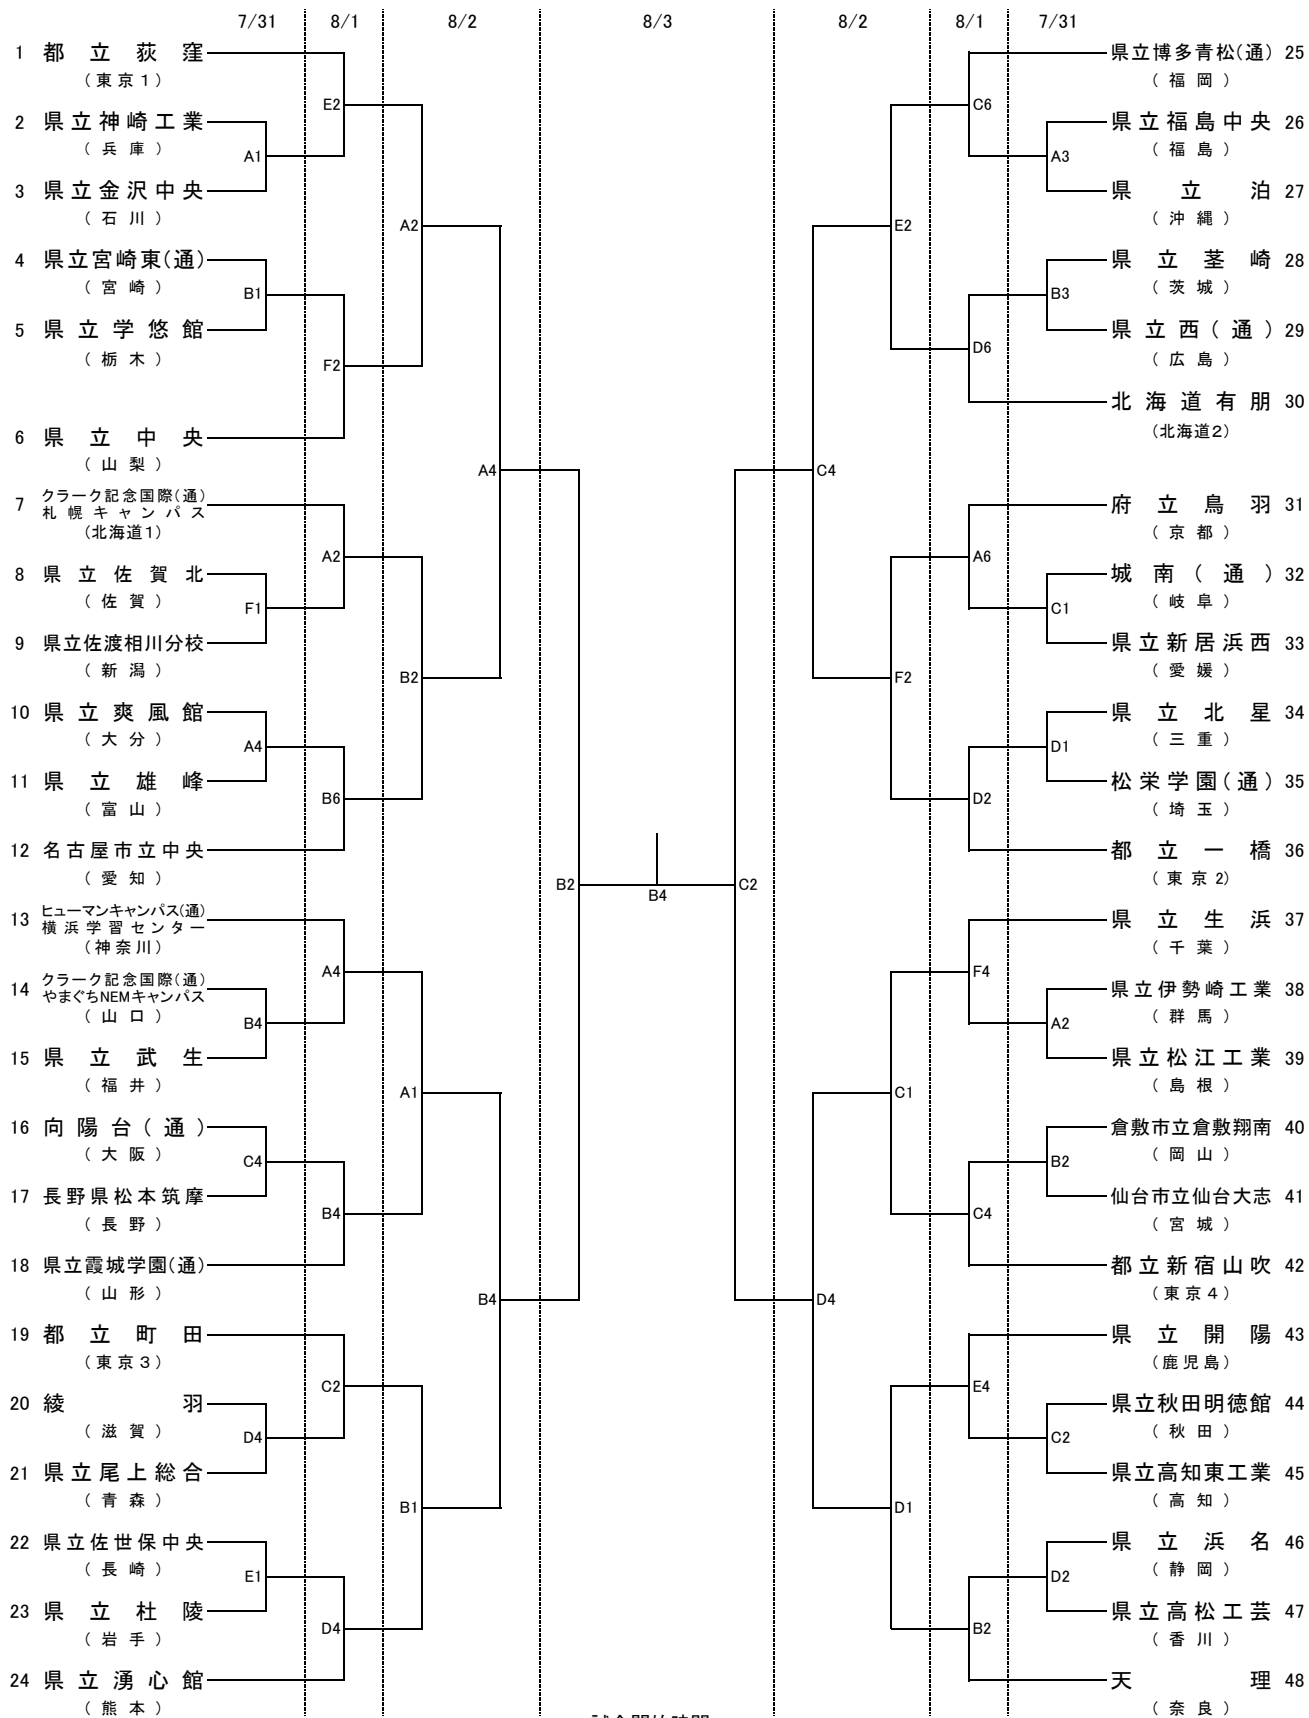 7/31 8/1 8/2 8/3 8/2 8/1 7/31
1 都立荻窪
(東京1)
2 県立神崎工業
(兵庫)
3 県立金沢中央
(石川)
4 県立宮崎東(通)
(宮崎)
5 県立学悠館
(栃木)
6 県立中央
(山梨)
7 クラーク記念国際(通)
札幌キャンパス
(北海道1)
8 県立佐賀北
(佐賀)
9 県立佐渡相川分校
(新潟)
10 県立爽風館
(大分)
11 県立雄峰
(富山)
12 名古屋市立中央
(愛知)
13 ヒューマンキャンパス(通)
横浜学習センター
(神奈川)
14 クラーク記念国際(通)
やまぐちNEMキャンパス
(山口)
15 県立武生
(福井)
16 向陽台(通)
(大阪)
17 長野県松本筑摩
(長野)
18 県立霞城学園(通)
(山形)
19 都立町田
(東京3)
20 綾羽
(滋賀)
21 県立尾上総合
(青森)
22 県立佐世保中央
(長崎)
23 県立杜陵
(岩手)
24 県立湧心館
(熊本)
A1
B1
F1
A4
B4
C4
D4
E1
E2
F2
A2
B6
A4
B4
C2
D4
A2
B2
A1
B1
A4
B4
B2
B4
C2
C4
D4
E2
F2
C1
D1
C6
D6
A6
D2
F4
C4
E4
B2
A3
B3
C1
D1
A2
B2
C2
D2
県立博多青松(通) 25
(福岡)
県立福島中央 26
(福島)
県立泊 27
(沖縄)
県立茎崎 28
(茨城)
県立西(通) 29
(広島)
北海道有朋 30
(北海道2)
府立鳥羽 31
(京都)
城南(通) 32
(岐阜)
県立新居浜西 33
(愛媛)
県立北星 34
(三重)
松栄学園(通) 35
(埼玉)
都立一橋 36
(東京2)
県立生浜 37
(千葉)
県立伊勢崎工業 38
(群馬)
県立松江工業 39
(島根)
倉敷市立倉敷翔南 40
(岡山)
仙台市立仙台大志 41
(宮城)
都立新宿山吹 42
(東京4)
県立開陽 43
(鹿児島)
県立秋田明徳館 44
(秋田)
県立高知東工業 45
(高知)
県立浜名 46
(静岡)
県立高松工芸 47
(香川)
天理 48
(奈良)